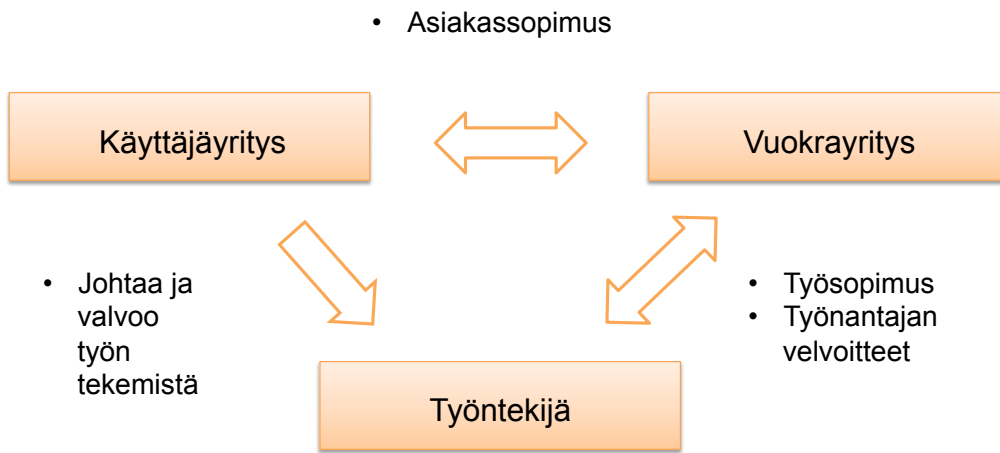 • Asiakassopimus
Käyttäjäyritys
Vuokrayritys
• Johtaa ja
valvoo
työn
tekemistä
• Työsopimus
• Työnantajan
velvoitteet
Työntekijä